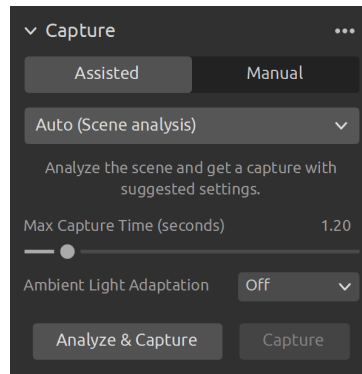 Capture
Assisted Manual
Auto (Scene analysis)
Analyze the scene and get a capture with
suggested settings.
Max Capture Time (seconds) 1.20
Ambient Light Adaptation Off
Analyze & Capture Capture